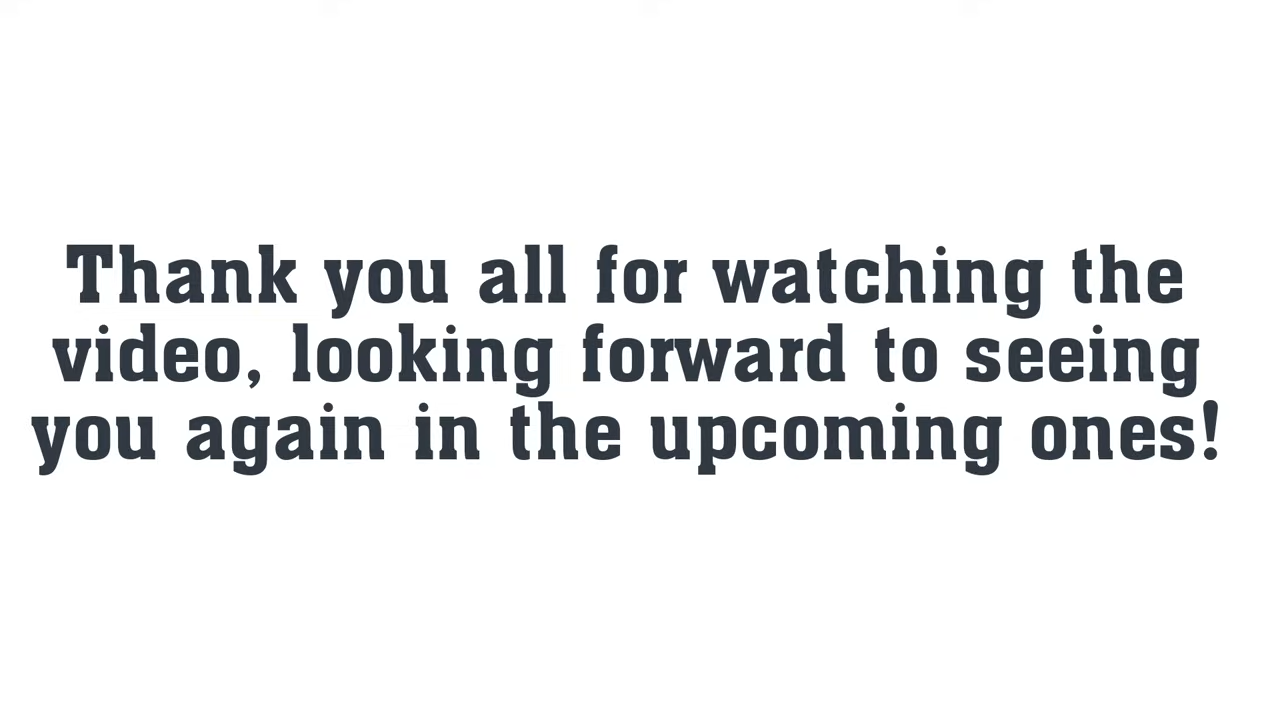 Thank you all for watching the
video, looking forward to seeing
you again in the upcoming ones!